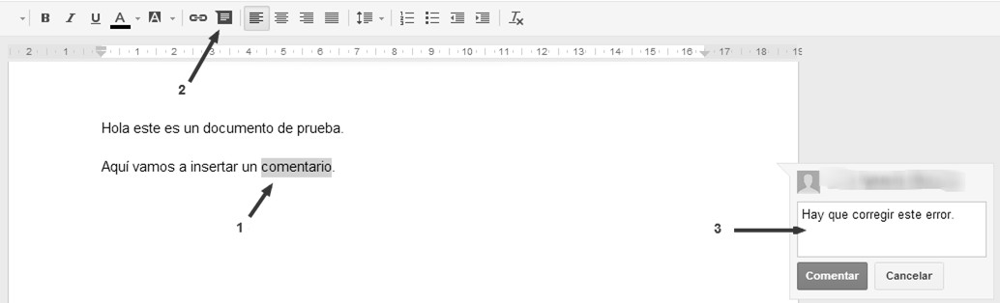 B I U A A
2 1 1 2 3 4 5 6 7 8 9 10 11 12 13 14 15 16 17 18 19
2
Hola este es un documento de prueba.
Aquí vamos a insertar un comentario.
1
Hay que corregir este error.
3
Comentar Cancelar